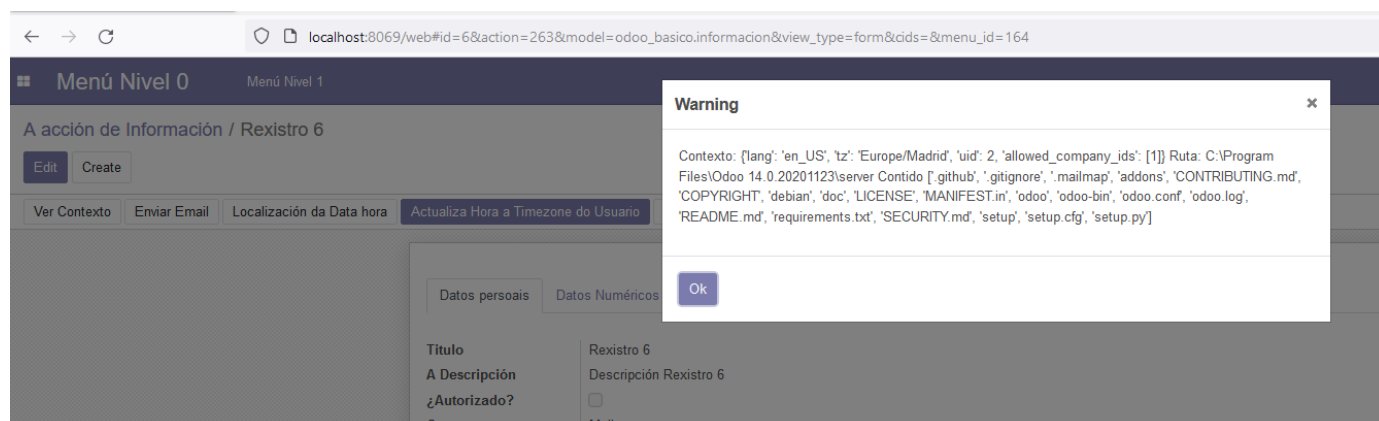 localhost:8069/web#id=6&action=263&model=odoo_basico.informacion&view_type=form&cids=&menu_id=164
Menú Nivel 0 Menú Nivel 1
A acción de Información / Rexistro 6
Edit Create
Ver Contexto Enviar Email Localización da Data hora Actualiza Hora a Timezone do Usuario
Warning ×
Contexto: {'lang': 'en_US', 'tz': 'Europe/Madrid', 'uid': 2, 'allowed_company_ids': [1]} Ruta: C:\Program
Files\Odoo 14.0.20201123\server Contido ['.github', '.gitignore', '.mailmap', 'addons', 'CONTRIBUTING.md',
'COPYRIGHT', 'debian', 'doc', 'LICENSE', 'MANIFEST.in', 'odoo', 'odoo-bin', 'odoo.conf', 'odoo.log',
'README.md', 'requirements.txt', 'SECURITY.md', 'setup', 'setup.cfg', 'setup.py']
Ok
Datos persoais Datos Numéricos
Titulo Rexistro 6
A Descripción Descripción Rexistro 6
¿Autorizado?